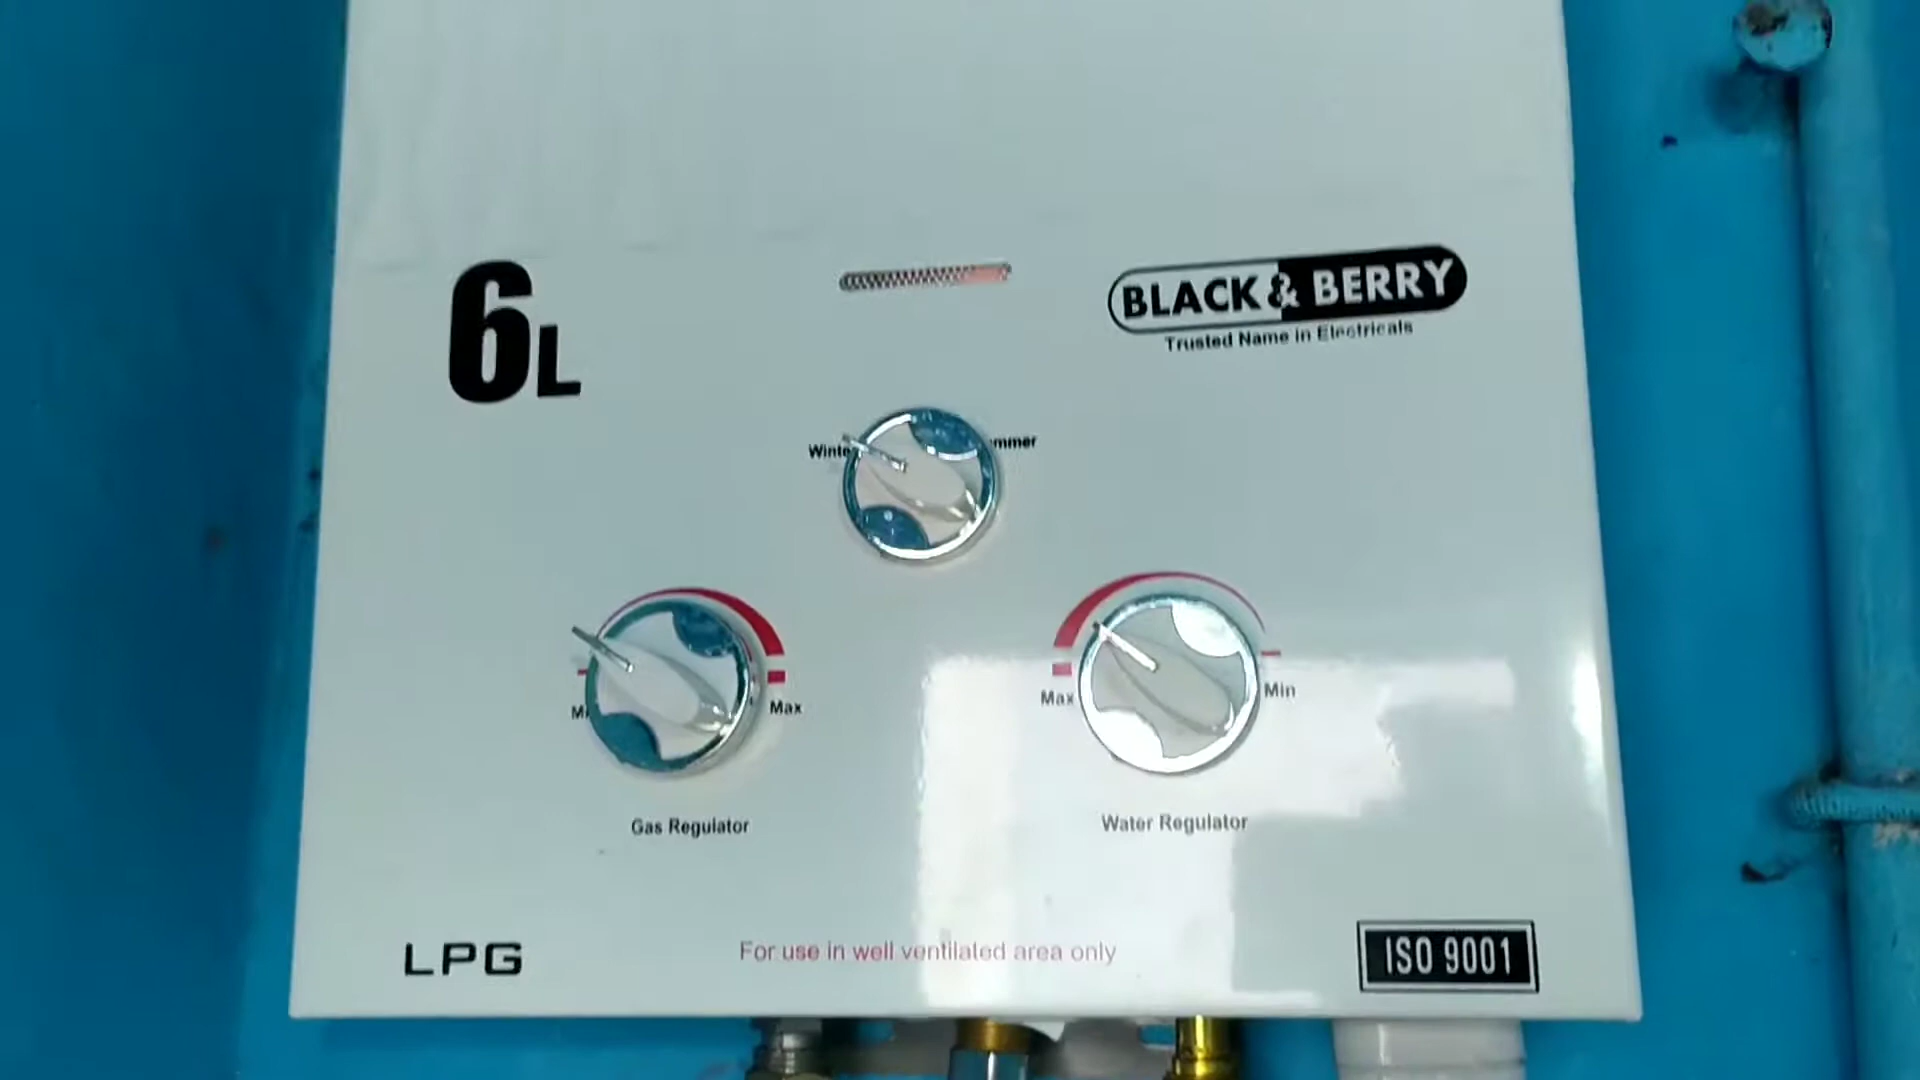 6L
BLACK & BERRY
Trusted Name in Electricals
Max
Max
Min
Gas Regulator
Water Regulator
LPG
For use in well ventilated area only
ISO 9001